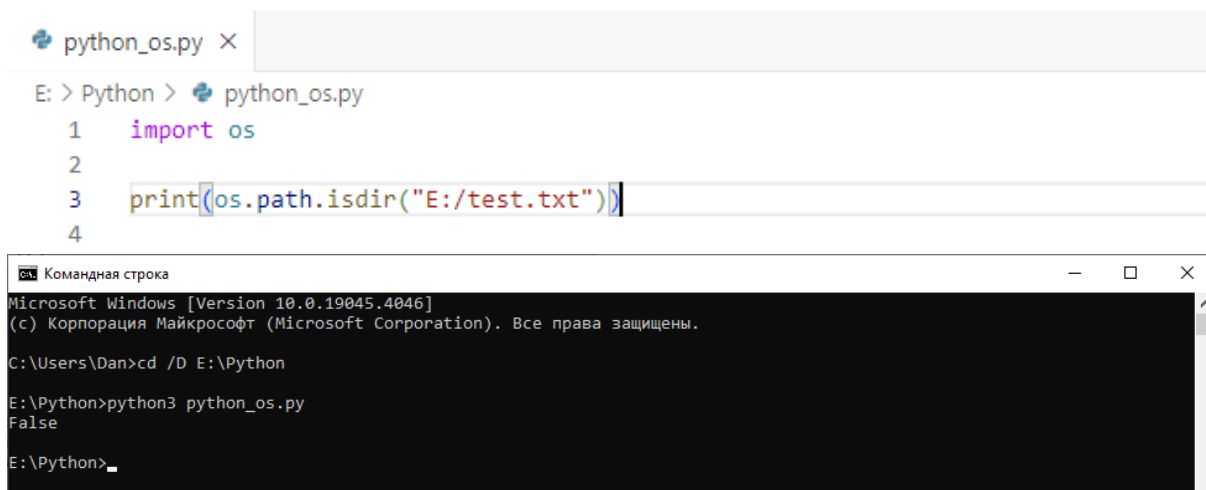 python_os.py ×
E: > Python > python_os.py
1 import os
2
3 print(os.path.isdir("E:/test.txt"))
4
Командная строка
Microsoft Windows [Version 10.0.19045.4046]
(c) Корпорация Майкрософт (Microsoft Corporation). Все права защищены.
C:\Users\Dan>cd /D E:\Python
E:\Python>python3 python_os.py
False
E:\Python>